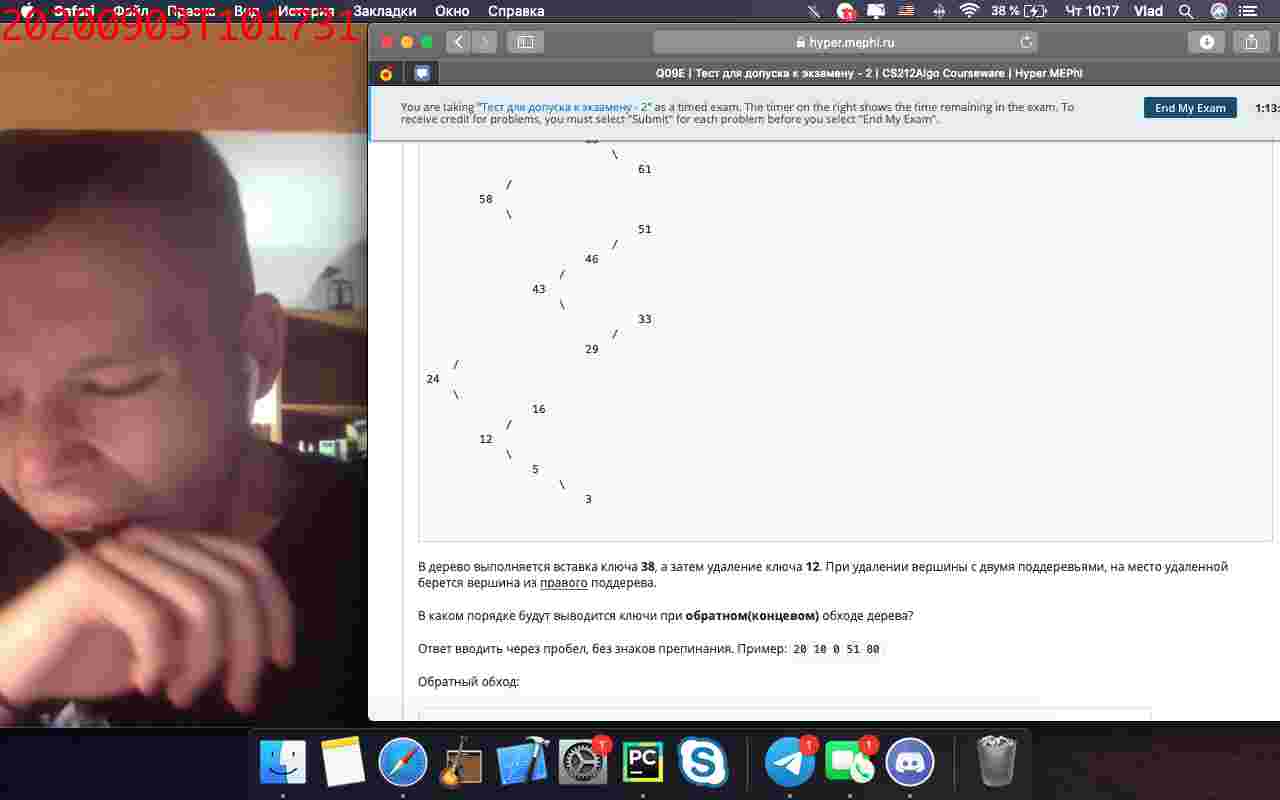 Safari Файл Правка Вид История Закладки Окно Справка 38 % Чт 10:17 Vlad
20200903T101731
hyper.mephi.ru
Q09E | Тест для допуска к экзамену - 2 | CS212Algo Courseware | Hyper.MEPhI
You are taking "Тест для допуска к экзамену - 2" as a timed exam. The timer on the right shows the time remaining in the exam. To
receive credit for problems, you must select "Submit" for each problem before you select "End My Exam".
End My Exam
1:13:
\
61
/
58
\
51
/
46
/
43
\
33
/
29
/
24
\
16
/
12
\
5
\
3
В дерево выполняется вставка ключа 38, а затем удаление ключа 12. При удалении вершины с двумя поддеревьями, на место удаленной
берется вершина из правого поддерева.
В каком порядке будут выводится ключи при обратном(концевом) обходе дерева?
Ответ вводить через пробел, без знаков препинания. Пример: 20 10 0 51 80
Обратный обход:
1
PC
1
1